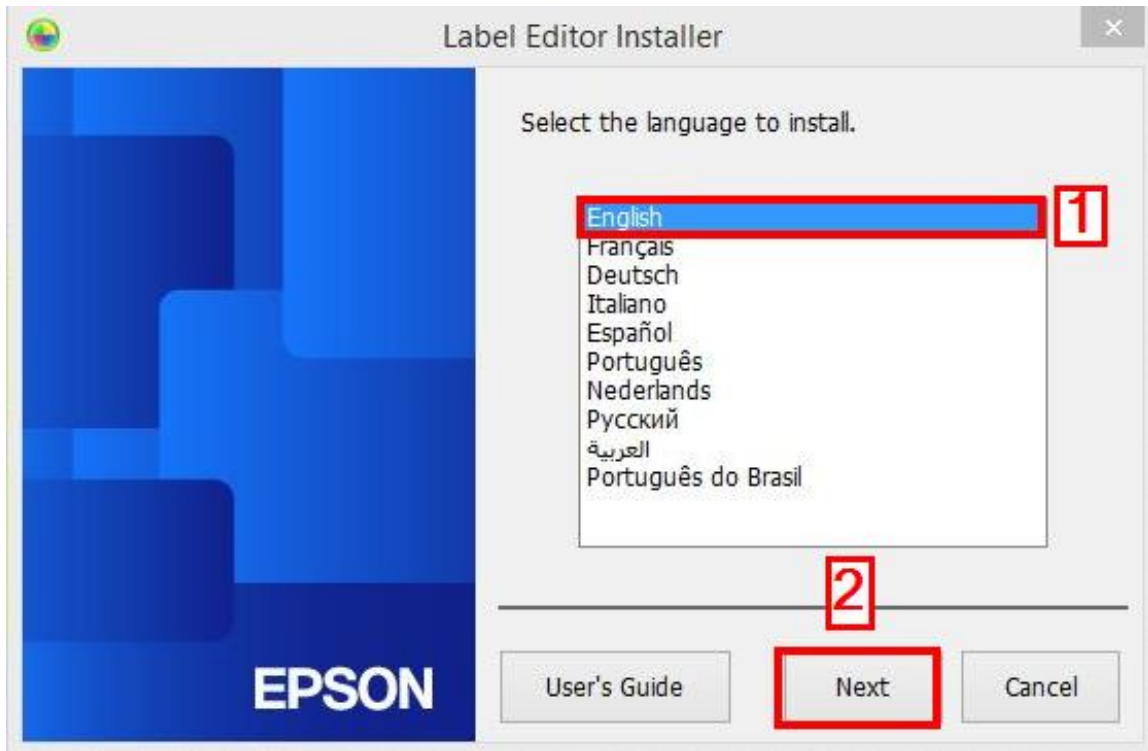 Label Editor Installer
Select the language to install.
English
1
Français
Deutsch
Italiano
Español
Português
Nederlands
Русский
العربية
Português do Brasil
2
EPSON
User's Guide
Next
Cancel